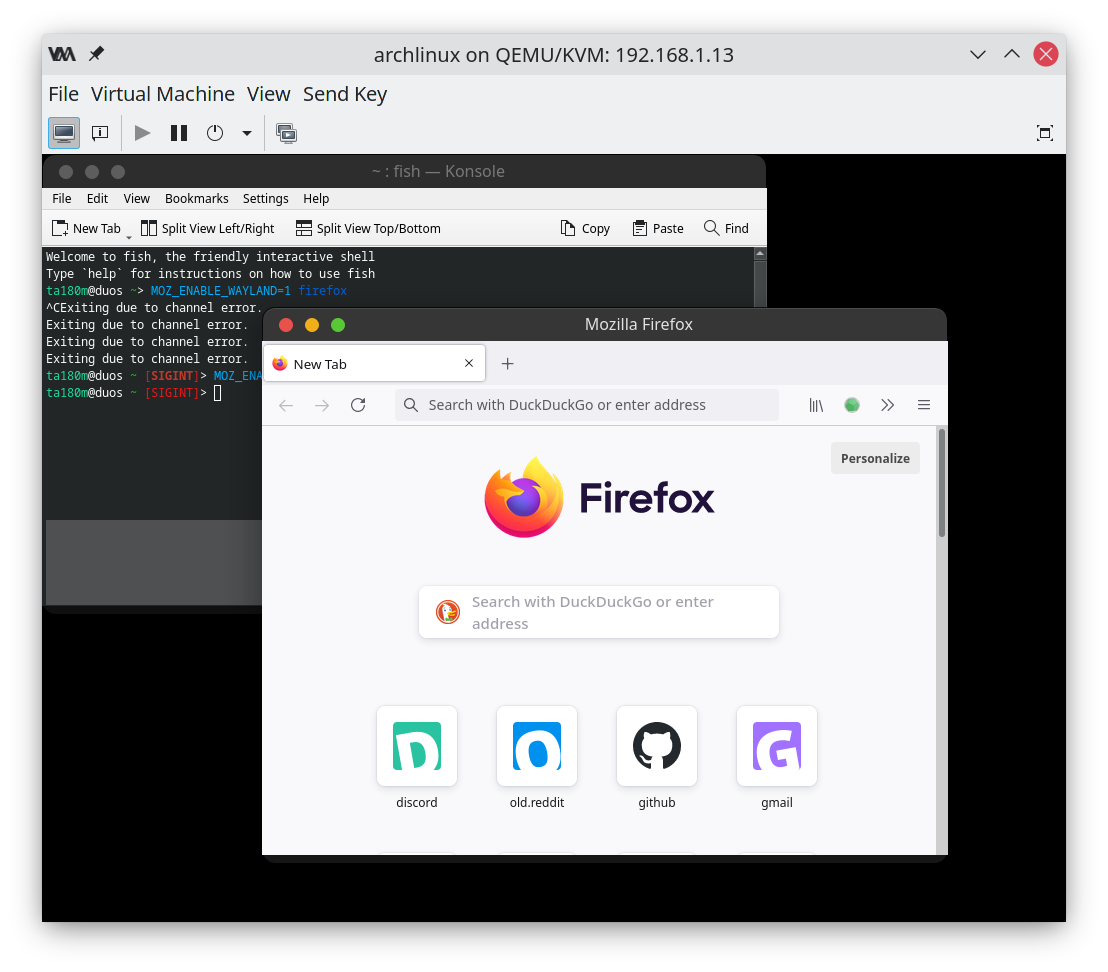 archlinux on QEMU/KVM: 192.168.1.13
File Virtual Machine View Send Key
~ : fish — Konsole
File Edit View Bookmarks Settings Help
New Tab Split View Left/Right Split View Top/Bottom Copy Paste Find
Welcome to fish, the friendly interactive shell
Type `help` for instructions on how to use fish
ta180m@duos ~> MOZ_ENABLE_WAYLAND=1 firefox
^CExiting due to channel error.
Exiting due to channel error.
Exiting due to channel error.
Exiting due to channel error.
ta180m@duos ~ [SIGINT]> MOZ_ENA
ta180m@duos ~ [SIGINT]>
Mozilla Firefox
New Tab
Search with DuckDuckGo or enter address
Personalize
Firefox
Search with DuckDuckGo or enter
address
D O G
discord old.reddit github gmail